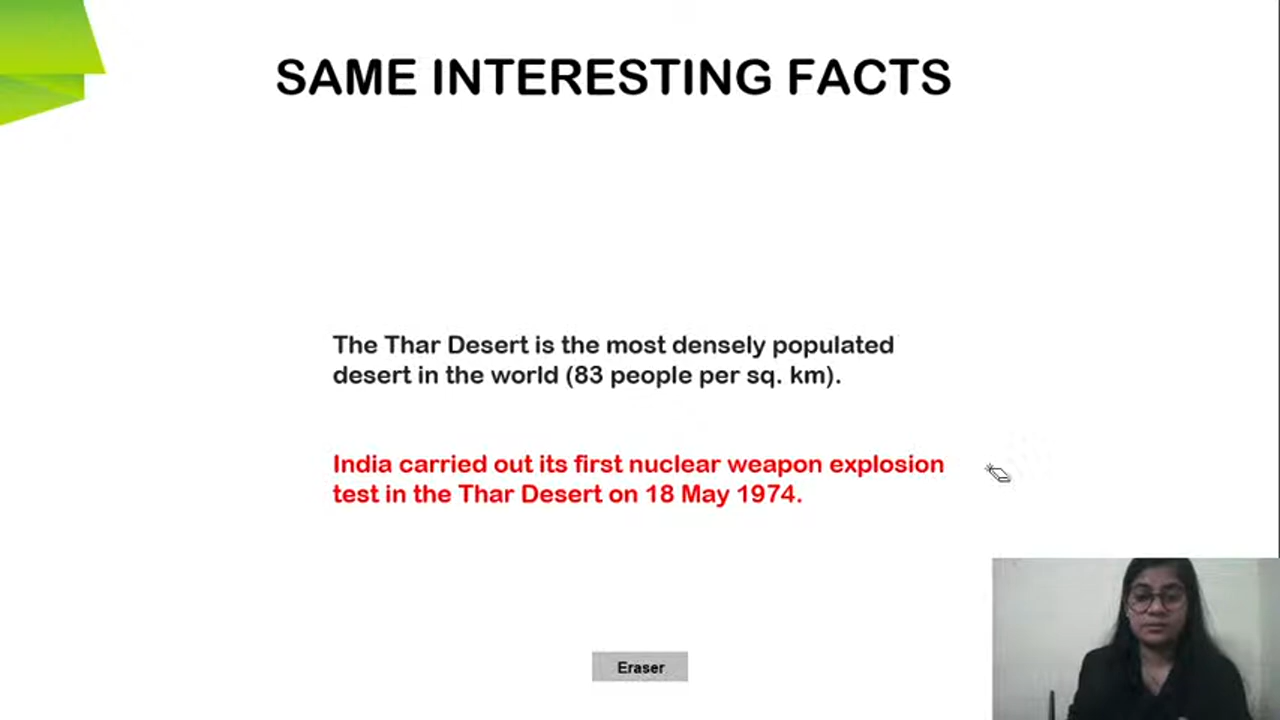 SAME INTERESTING FACTS
The Thar Desert is the most densely populated
desert in the world (83 people per sq. km).
India carried out its first nuclear weapon explosion
test in the Thar Desert on 18 May 1974.
Eraser